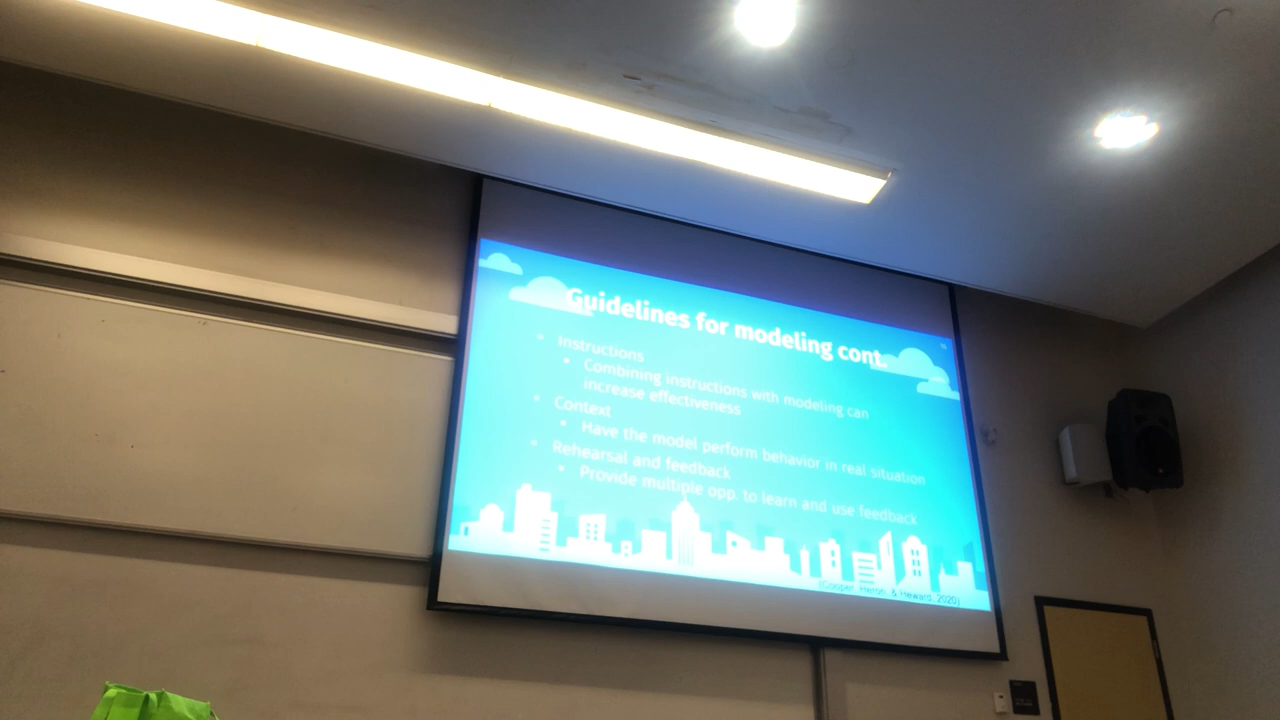 Guidelines for modeling cont.
• Instructions
• Combining instructions with modeling can
increase effectiveness
• Context
• Have the model perform behavior in real situation
• Rehearsal and feedback
• Provide multiple opp. to learn and use feedback
(Cooper, Heron, & Heward, 2020)